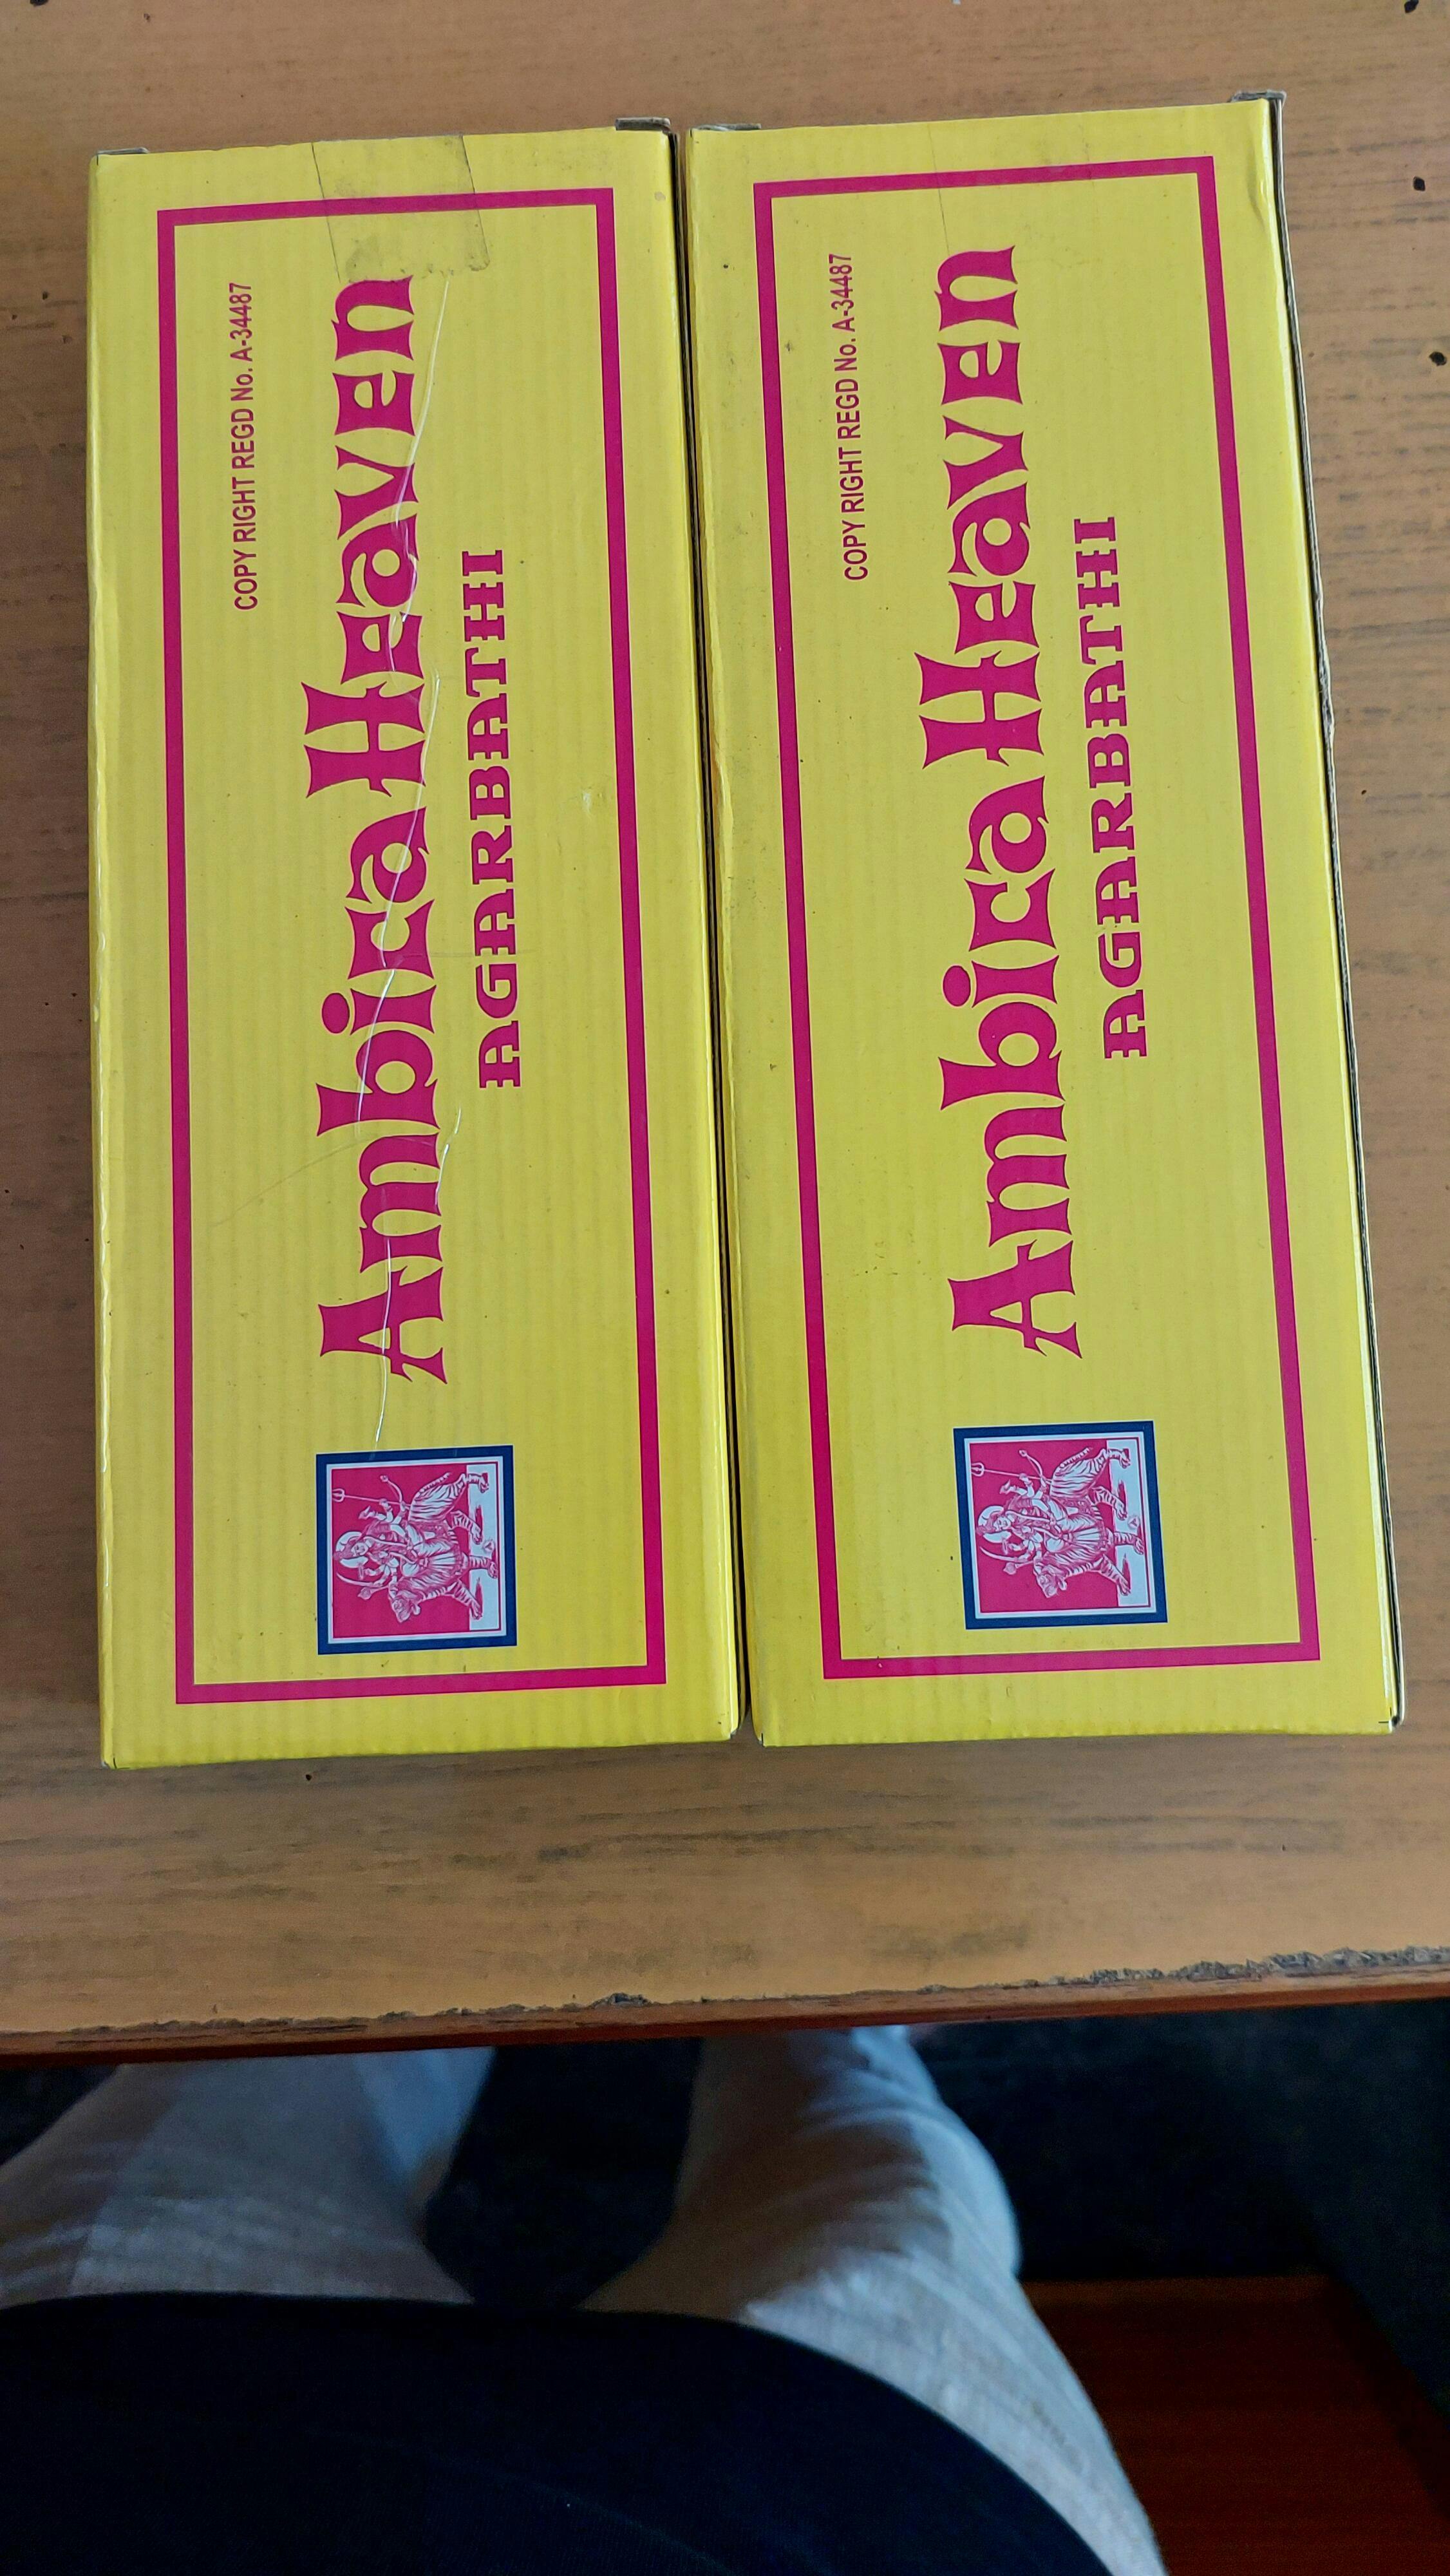 COPY RIGHT REGD No. A-34487
Ambica Heaven
AGARBATHI
COPY RIGHT REGD No. A-34487
Ambica Heaven
AGARBATHI